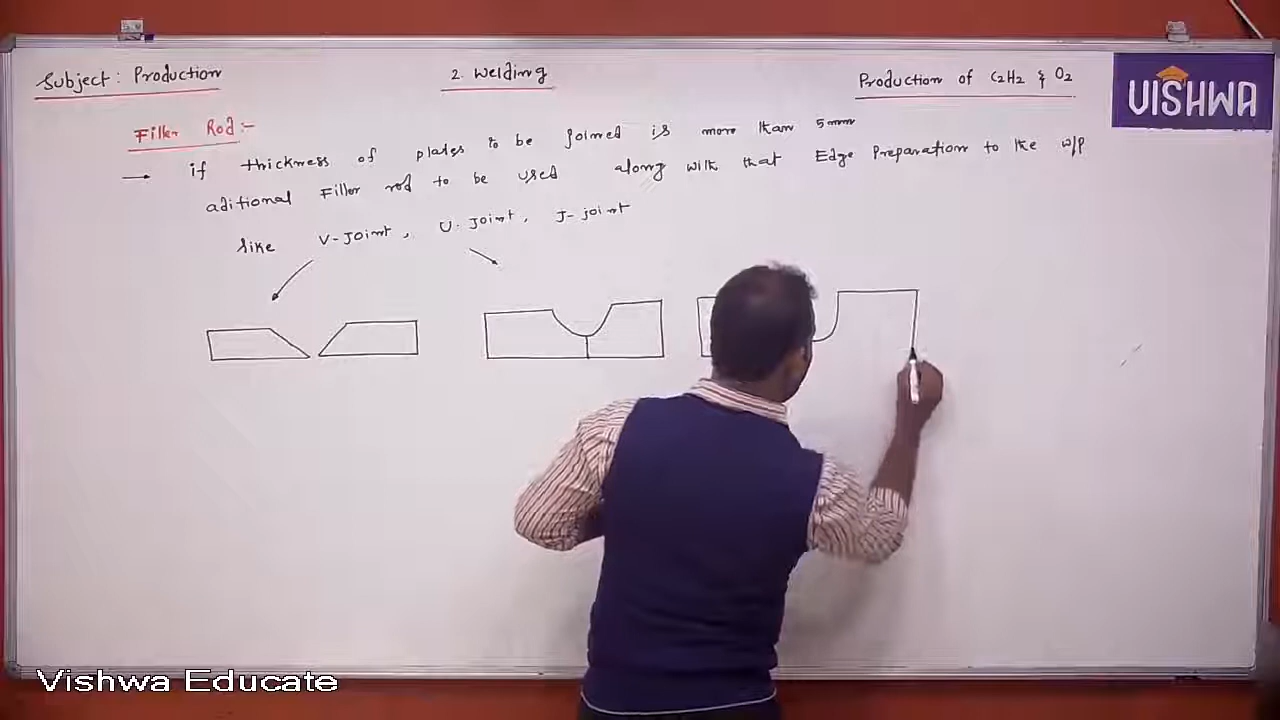 Subject: Production
2. Welding
Production of C2H2 & O2
VISHWA
Filler Rod:-
→ if thickness of plates to be joined is more than 5mm
aditional Filler rod to be used along with that Edge Preparation to the w/p
like V-joint, U-joint, J-joint
Vishwa Educate